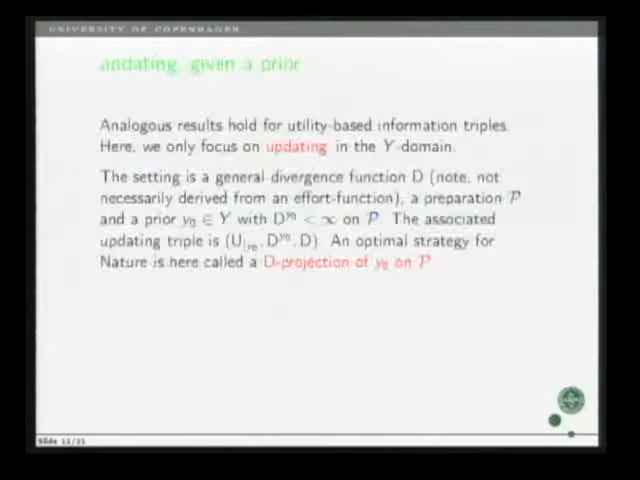 UNIVERSITY OF COPENHAGEN
updating, given a prior
Analogous results hold for utility-based information triples.
Here, we only focus on updating in the Y-domain.
The setting is a general divergence function D (note, not
necessarily derived from an effort-function), a preparation 𝒫
and a prior y₀ ∈ Y with D^y₀ < ∞ on 𝒫. The associated
updating triple is (U|y₀, D^y₀, D). An optimal strategy for
Nature is here called a D-projection of y₀ on 𝒫